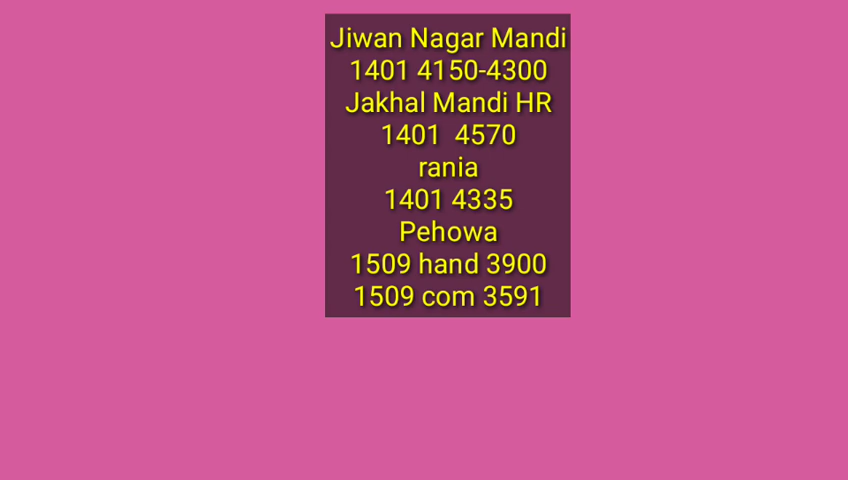 Jiwan Nagar Mandi
1401 4150-4300
Jakhal Mandi HR
1401  4570
rania
1401 4335
Pehowa
1509 hand 3900
1509 com 3591